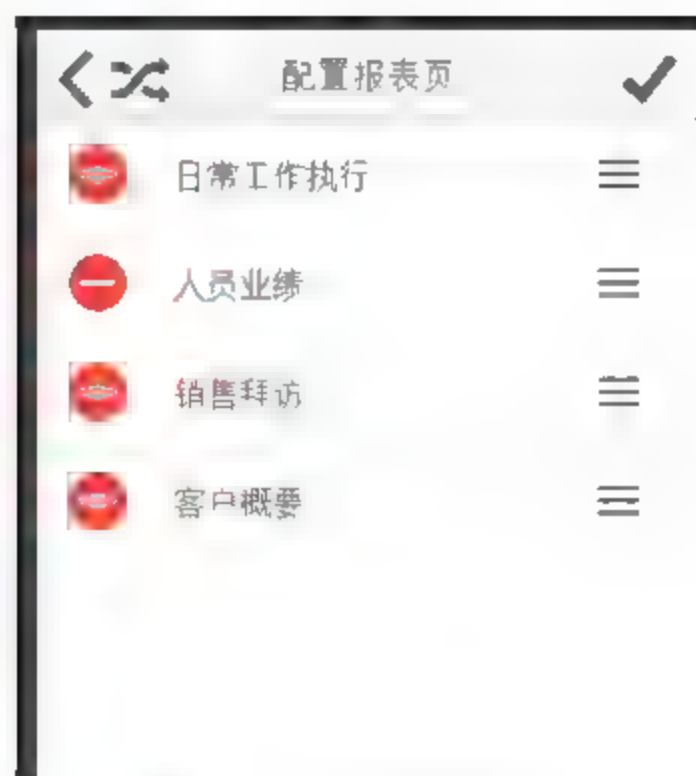 配置报表页
日常工作执行
人员业绩
销售拜访
客户概要